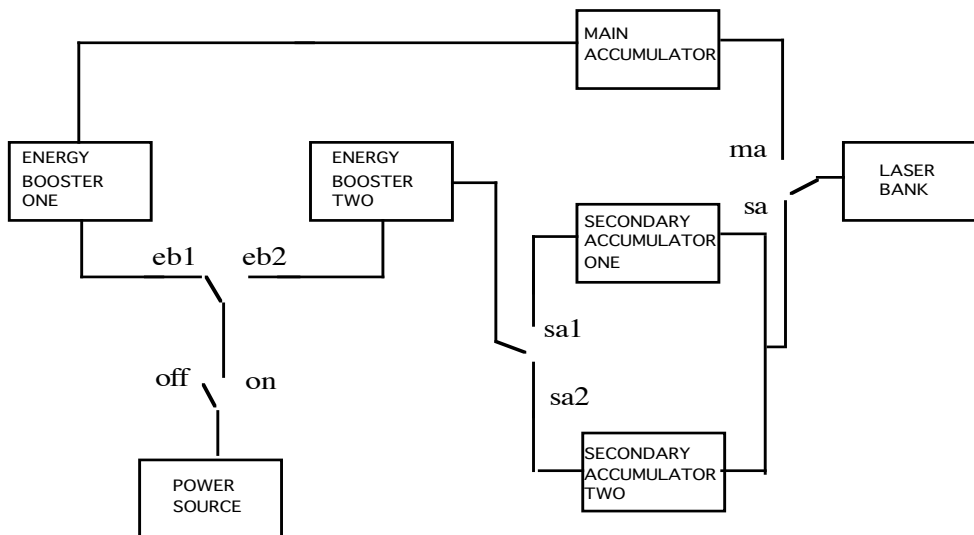 MAIN
ACCUMULATOR
ENERGY
BOOSTER
ONE
ENERGY
BOOSTER
TWO
ma
LASER
BANK
sa
SECONDARY
ACCUMULATOR
ONE
eb1
eb2
sa1
off
on
sa2
SECONDARY
ACCUMULATOR
TWO
POWER
SOURCE